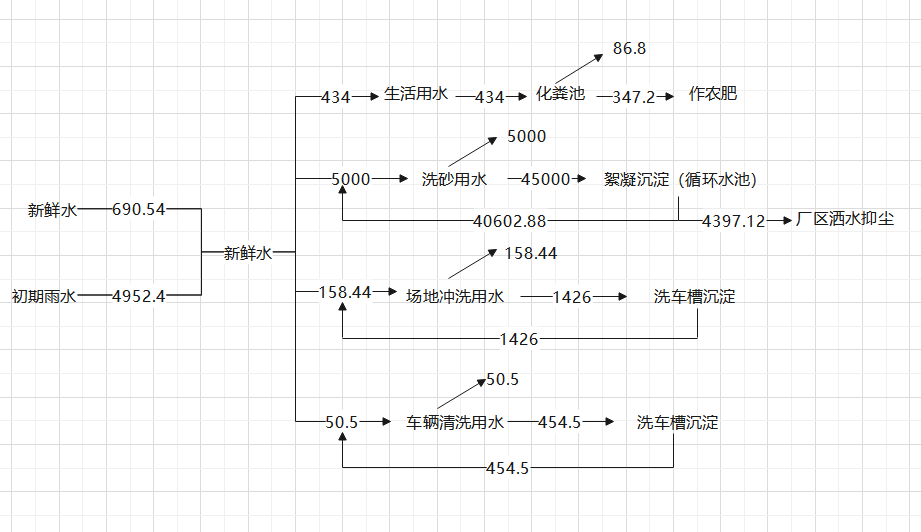 86.8
434
生活用水
434
化粪池
347.2
作农肥
5000
5000
洗砂用水
45000
絮凝沉淀（循环水池）
新鲜水
690.54
40602.88
4397.12
厂区洒水抑尘
新鲜水
158.44
初期雨水
4952.4
158.44
场地冲洗用水
1426
洗车槽沉淀
1426
50.5
50.5
车辆清洗用水
454.5
洗车槽沉淀
454.5